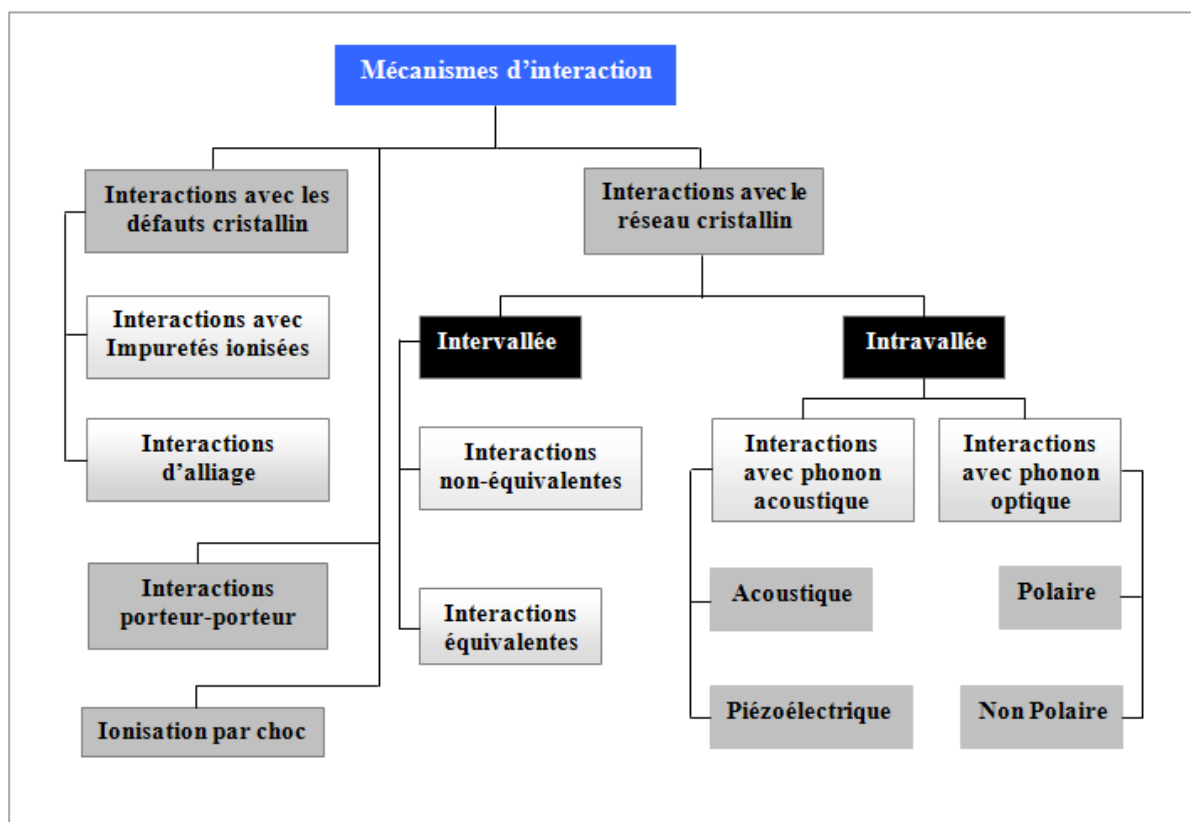 Mécanismes d'interaction
Interactions avec les
défauts cristallin
Interactions avec le
réseau cristallin
Interactions avec
Impuretés ionisées
Intervallée
Intravallée
Interactions
d'alliage
Interactions
non-équivalentes
Interactions
avec phonon
acoustique
Interactions
avec phonon
optique
Interactions
porteur-porteur
Interactions
équivalentes
Acoustique
Polaire
Ionisation par choc
Piézoélectrique
Non Polaire